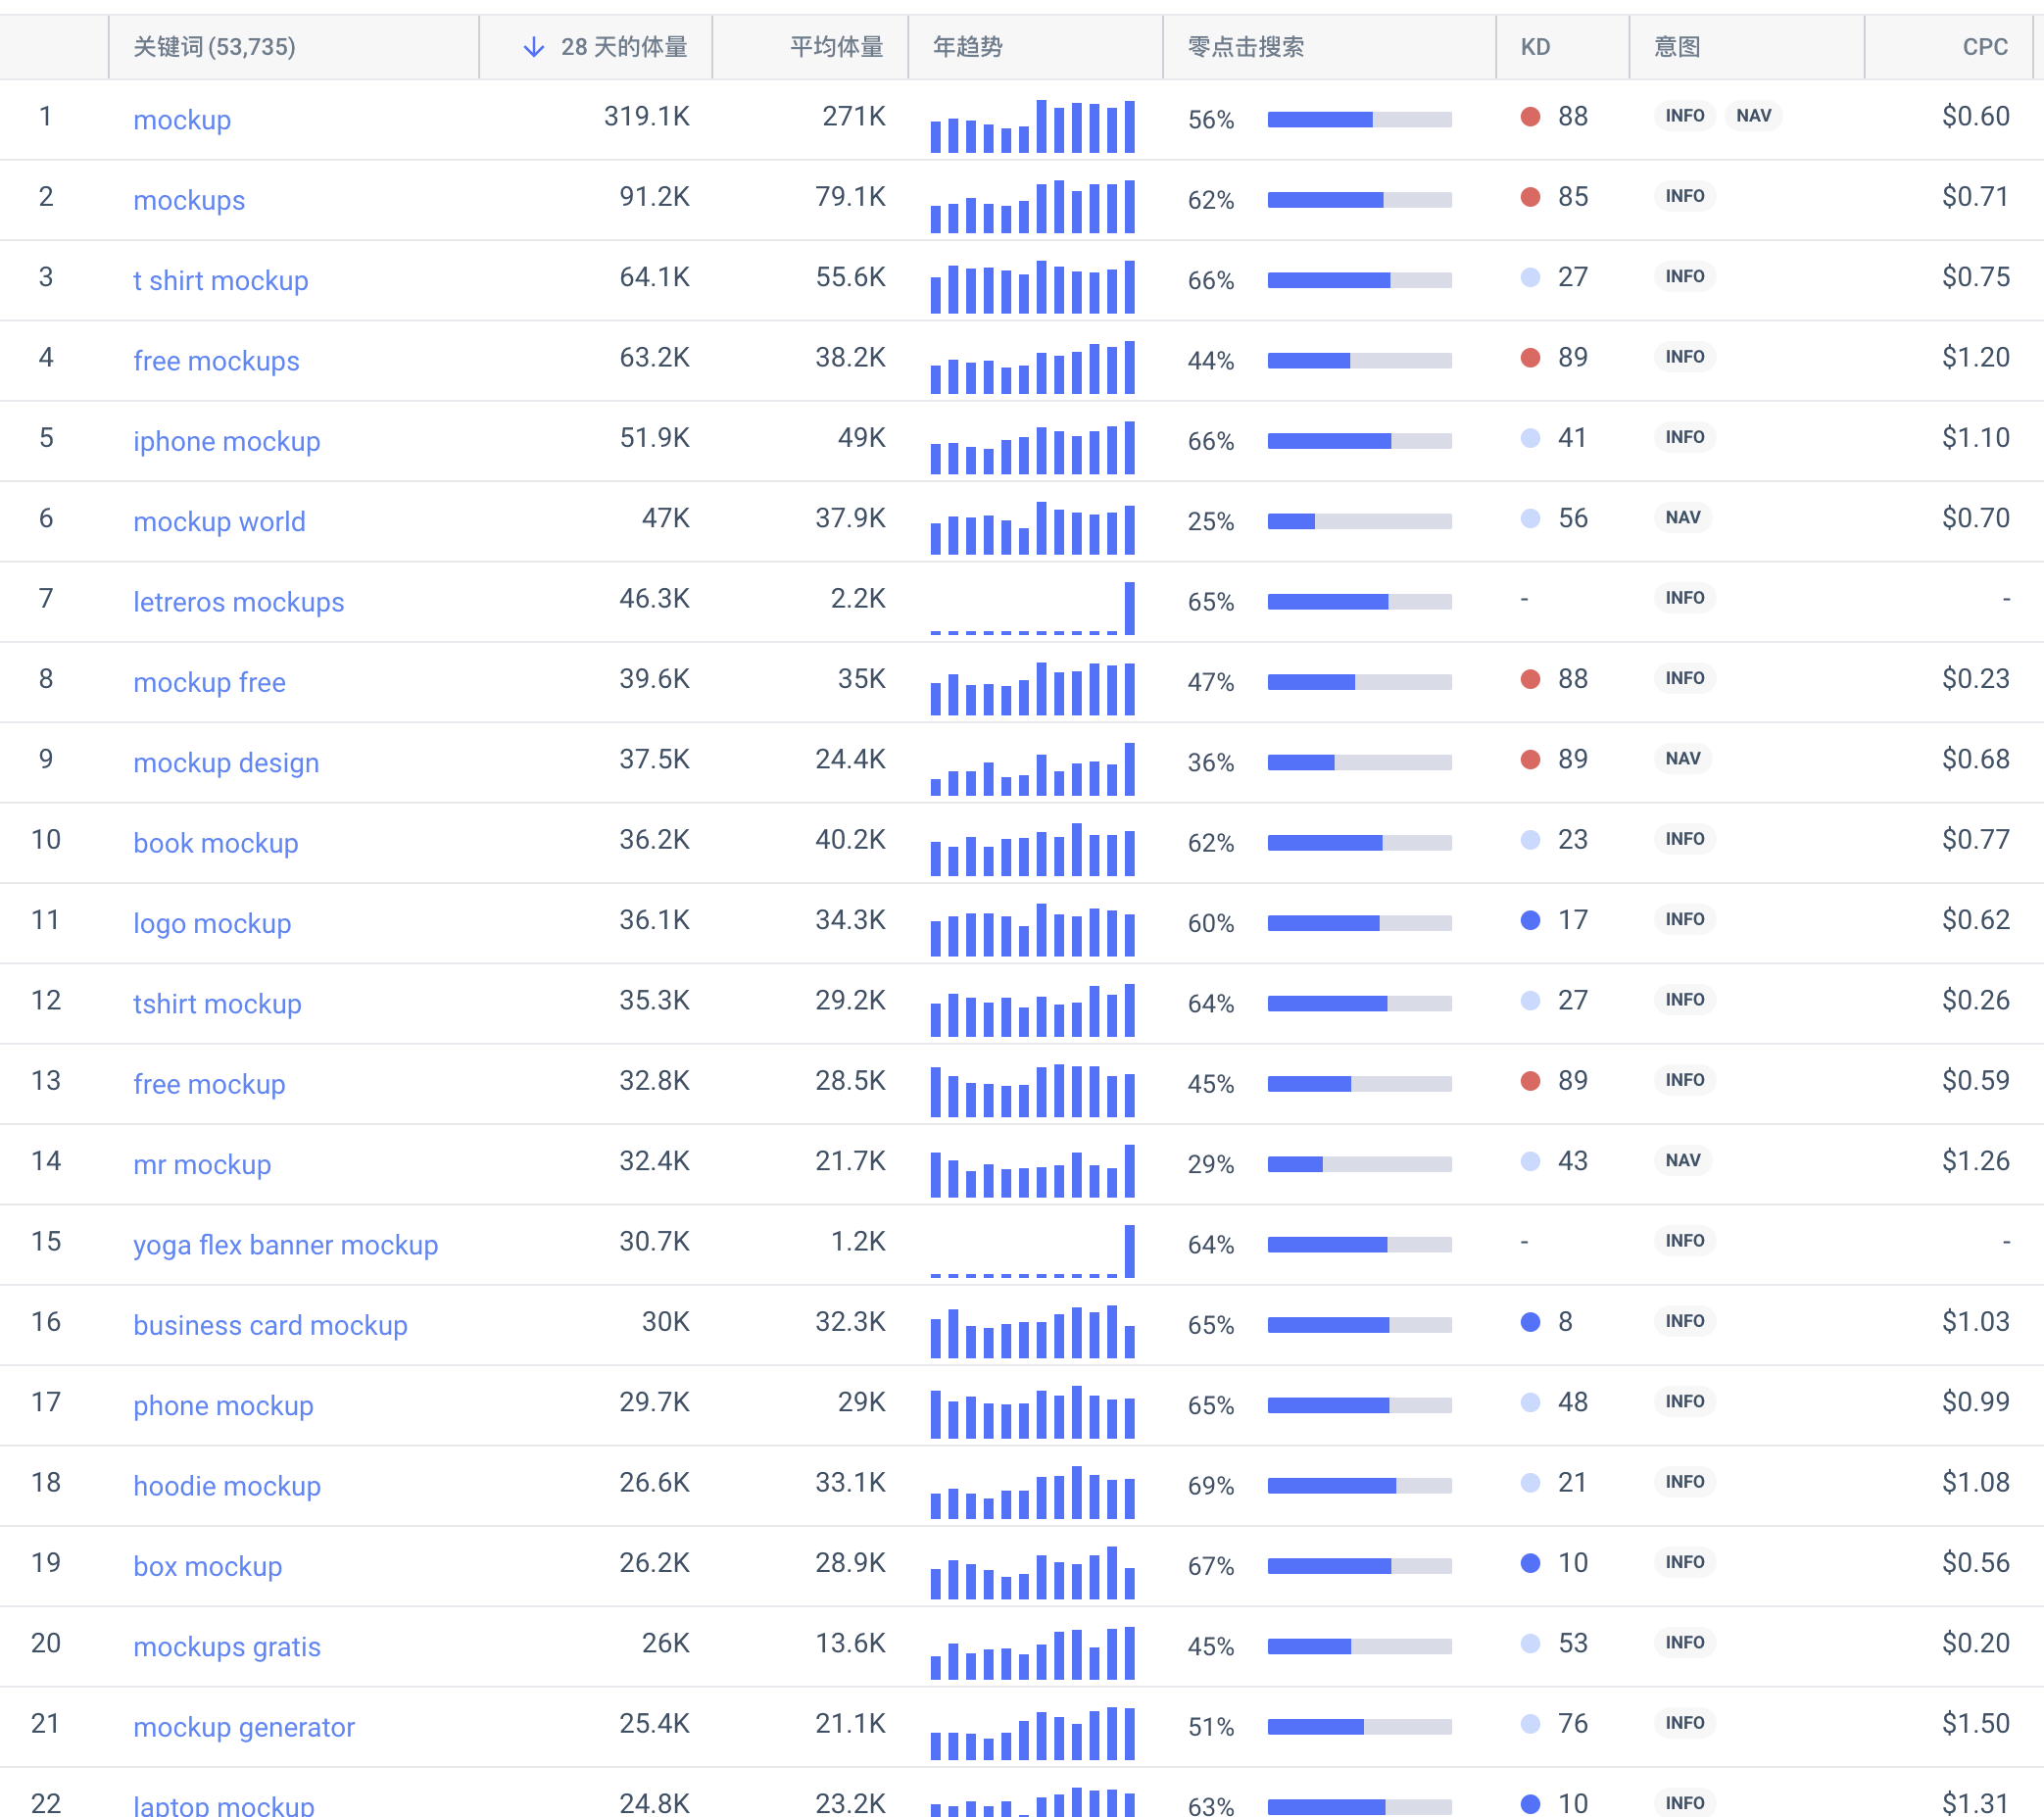 关键词 (53,735) ↓ 28 天的体量 平均体量 年趋势 零点击搜索 KD 意图 CPC
1 mockup 319.1K 271K 56% 88 INFO NAV $0.60
2 mockups 91.2K 79.1K 62% 85 INFO $0.71
3 t shirt mockup 64.1K 55.6K 66% 27 INFO $0.75
4 free mockups 63.2K 38.2K 44% 89 INFO $1.20
5 iphone mockup 51.9K 49K 66% 41 INFO $1.10
6 mockup world 47K 37.9K 25% 56 NAV $0.70
7 letreros mockups 46.3K 2.2K 65% - INFO -
8 mockup free 39.6K 35K 47% 88 INFO $0.23
9 mockup design 37.5K 24.4K 36% 89 NAV $0.68
10 book mockup 36.2K 40.2K 62% 23 INFO $0.77
11 logo mockup 36.1K 34.3K 60% 17 INFO $0.62
12 tshirt mockup 35.3K 29.2K 64% 27 INFO $0.26
13 free mockup 32.8K 28.5K 45% 89 INFO $0.59
14 mr mockup 32.4K 21.7K 29% 43 NAV $1.26
15 yoga flex banner mockup 30.7K 1.2K 64% - INFO -
16 business card mockup 30K 32.3K 65% 8 INFO $1.03
17 phone mockup 29.7K 29K 65% 48 INFO $0.99
18 hoodie mockup 26.6K 33.1K 69% 21 INFO $1.08
19 box mockup 26.2K 28.9K 67% 10 INFO $0.56
20 mockups gratis 26K 13.6K 45% 53 INFO $0.20
21 mockup generator 25.4K 21.1K 51% 76 INFO $1.50
22 laptop mockup 24.8K 23.2K 63% 10 INFO $1.31